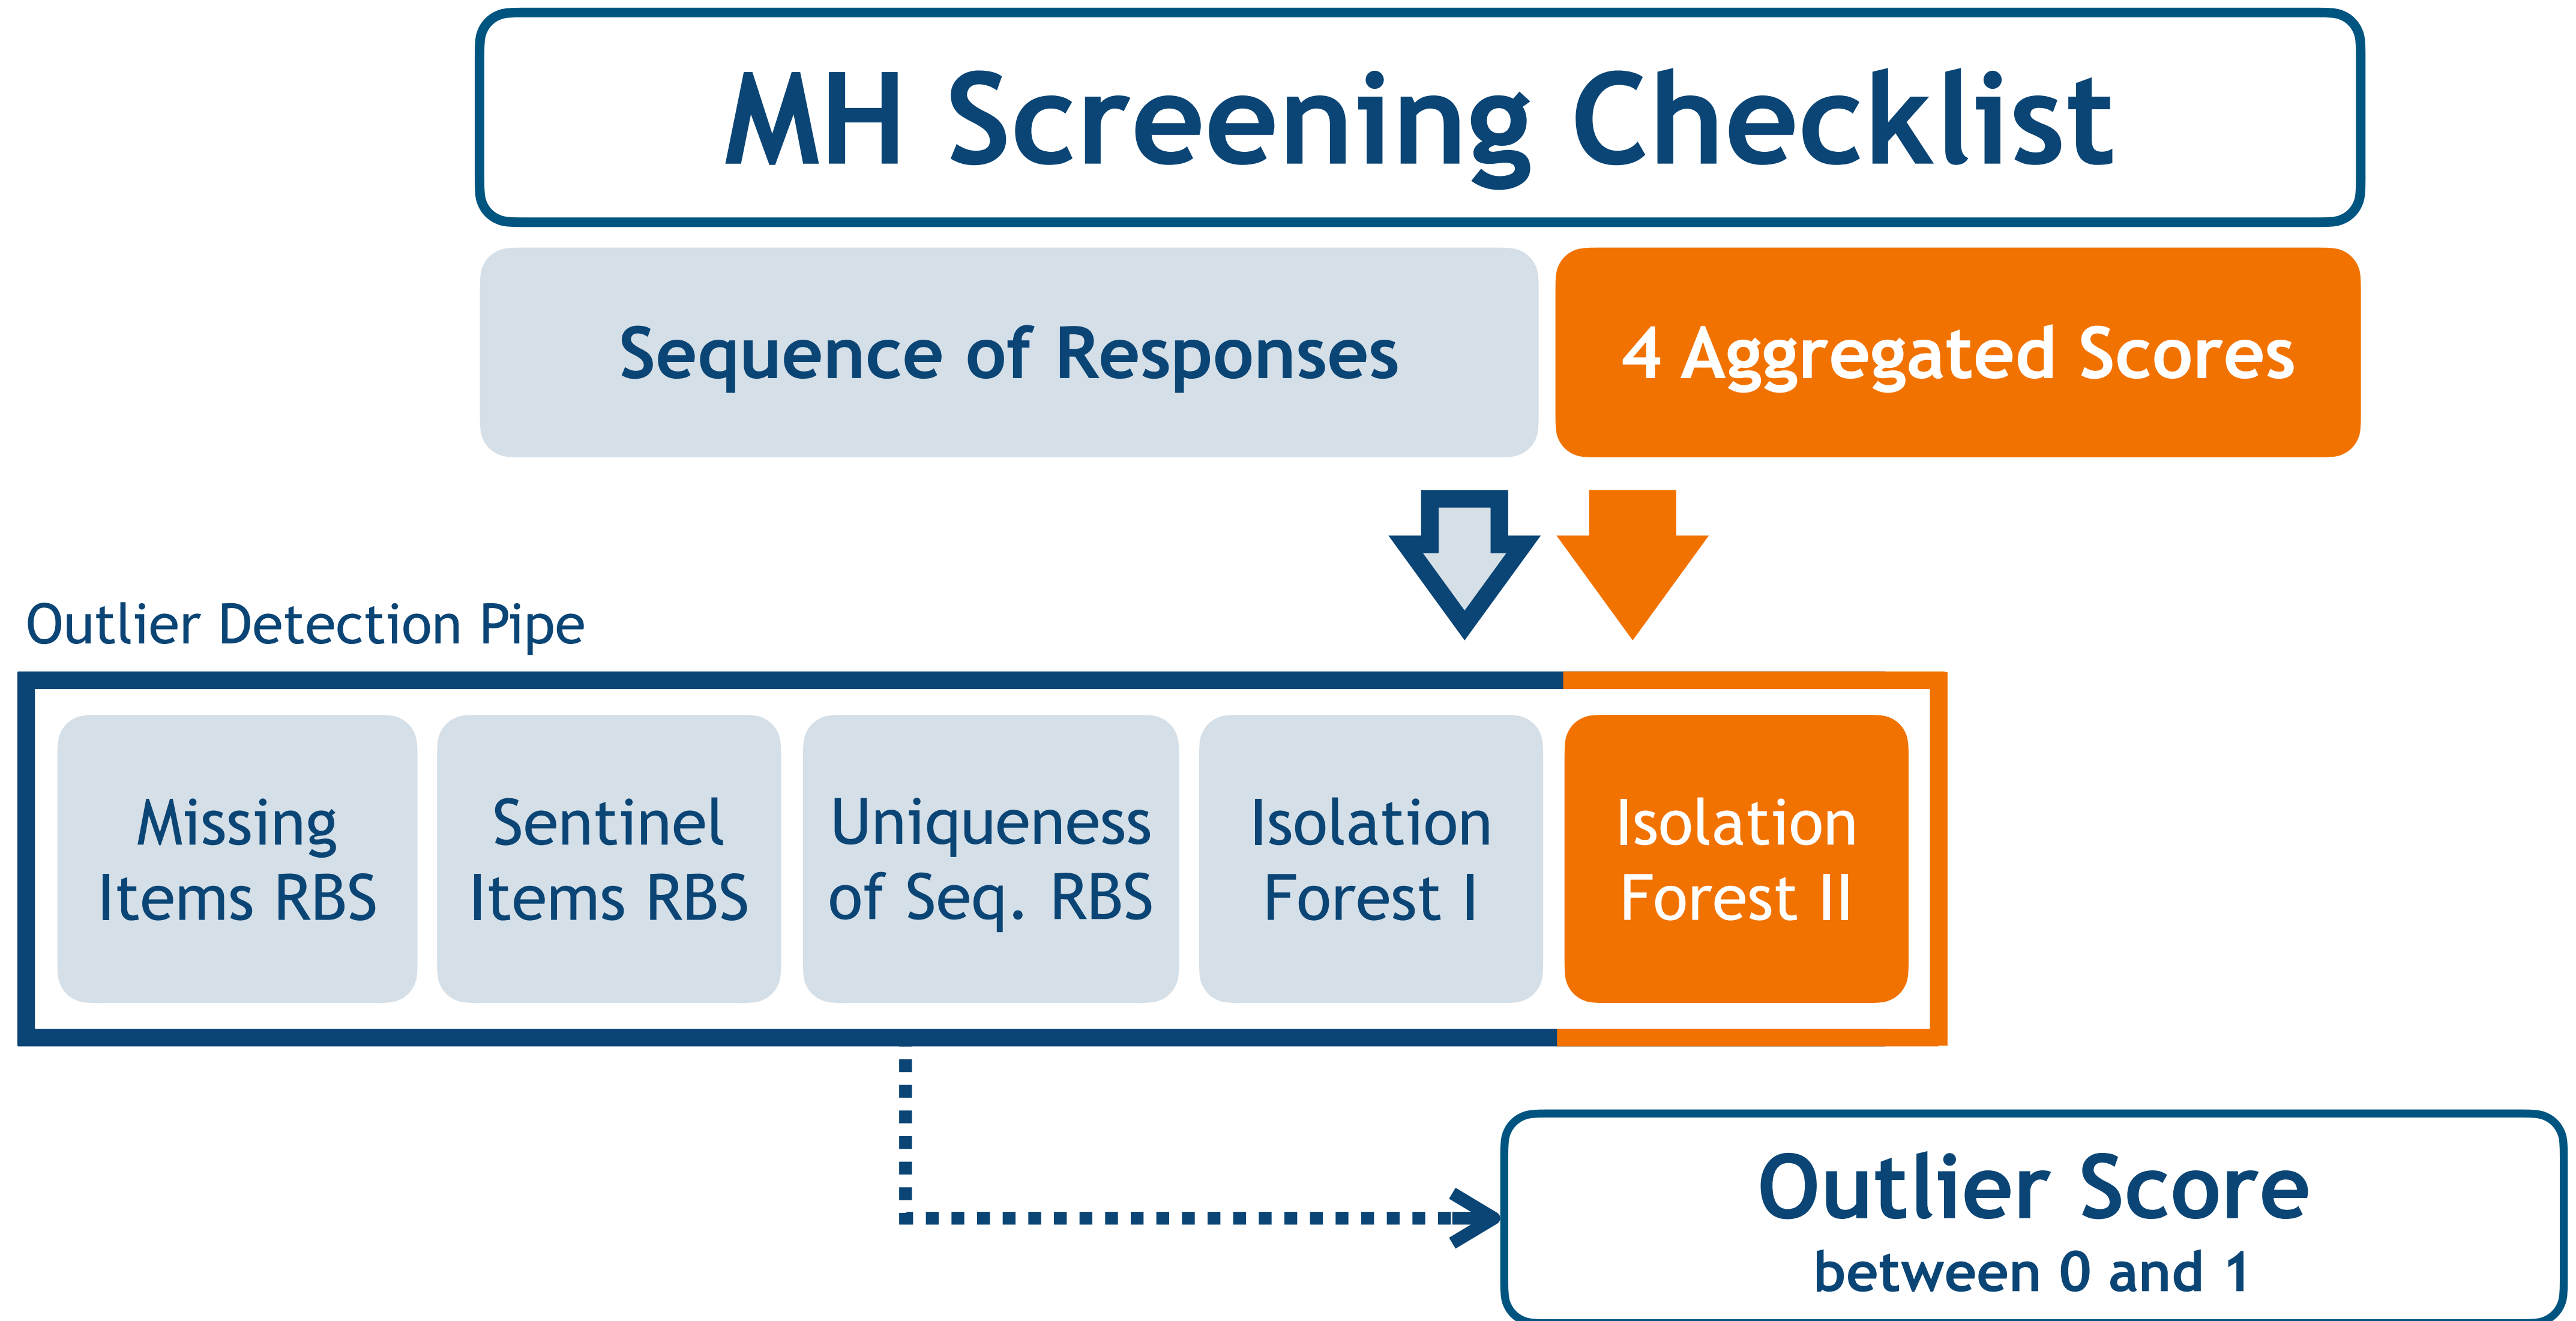 MH Screening Checklist
Sequence of Responses
4 Aggregated Scores
Outlier Detection Pipe
Missing
Items RBS
Sentinel
Items RBS
Uniqueness
of Seq. RBS
Isolation
Forest I
Isolation
Forest II
Outlier Score
between 0 and 1